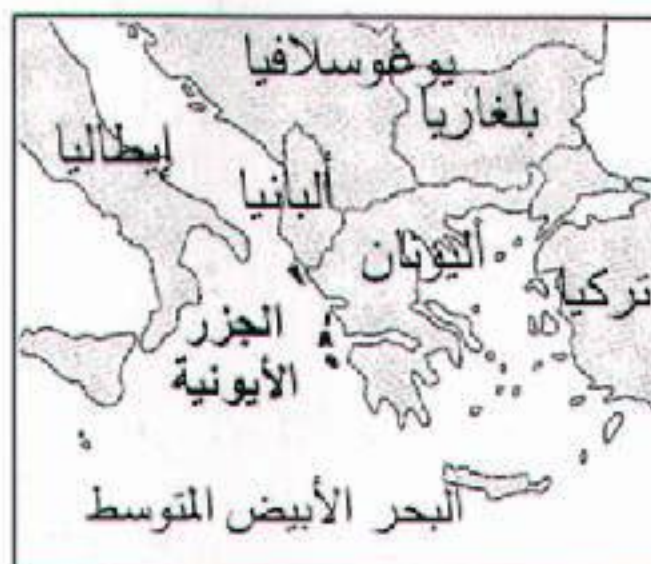 يوغوسلافيا
بلغاريا
إيطاليا
ألبانيا
اليونان
تركيا
الجزر
الأيونية
البحر الأبيض المتوسط